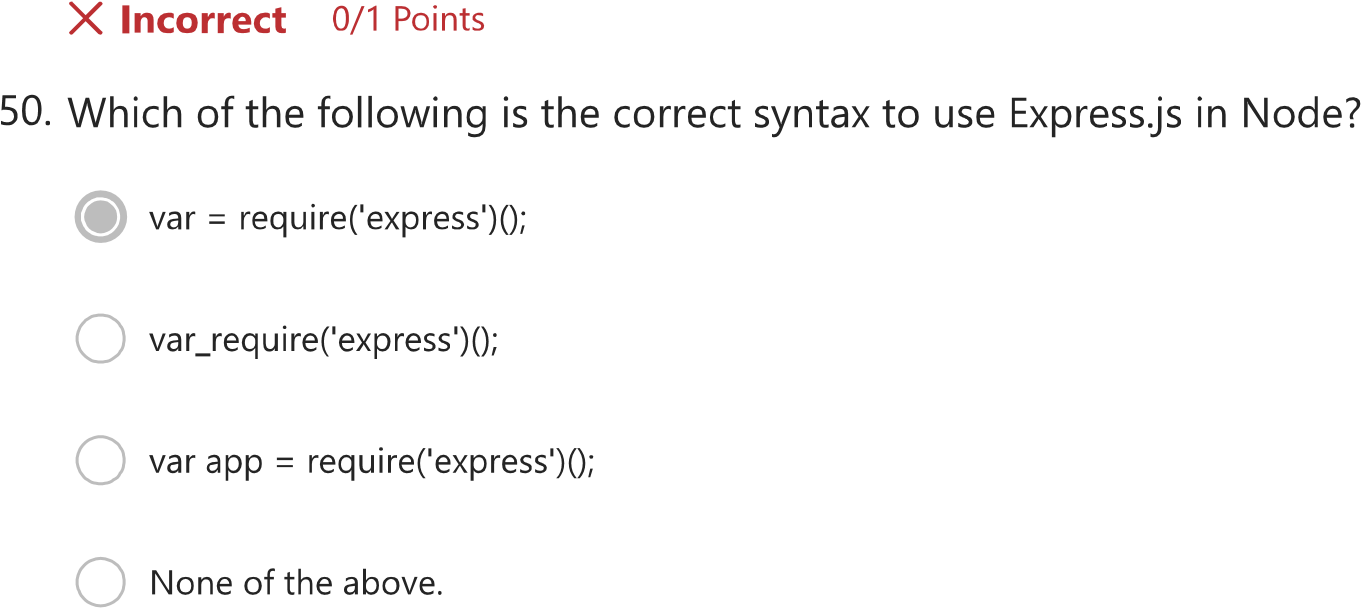 Incorrect 0/1 Points
50. Which of the following is the correct syntax to use Express.js in Node?
var = require('express')();
var_require('express')();
var app = require('express')();
None of the above.